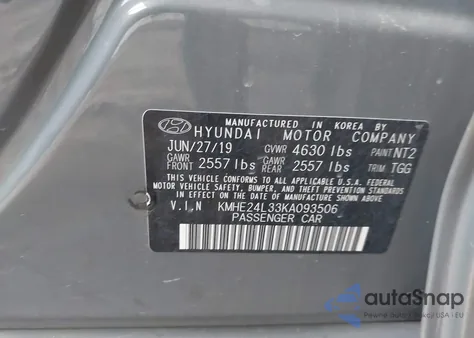 MANUFACTURED IN KOREA
HYUNDAI MOTOR COMPANY
JUN/27/19 GVWR 4630 lbs PAINT NT2
GAWR FRONT 2557 lbs GAWR REAR 2557 lbs TRIM TGG
THIS VEHICLE CONFORMS TO ALL APPLICABLE U.S.A. FEDERAL
MOTOR VEHICLE SAFETY, BUMPER, AND THEFT PREVENTION STANDARDS
IN EFFECT ON THE DATE OF MANUFACTURE SHOWN ABOVE.
V.I.N KMHE24L33KA093506
PASSENGER CAR
autoSnap